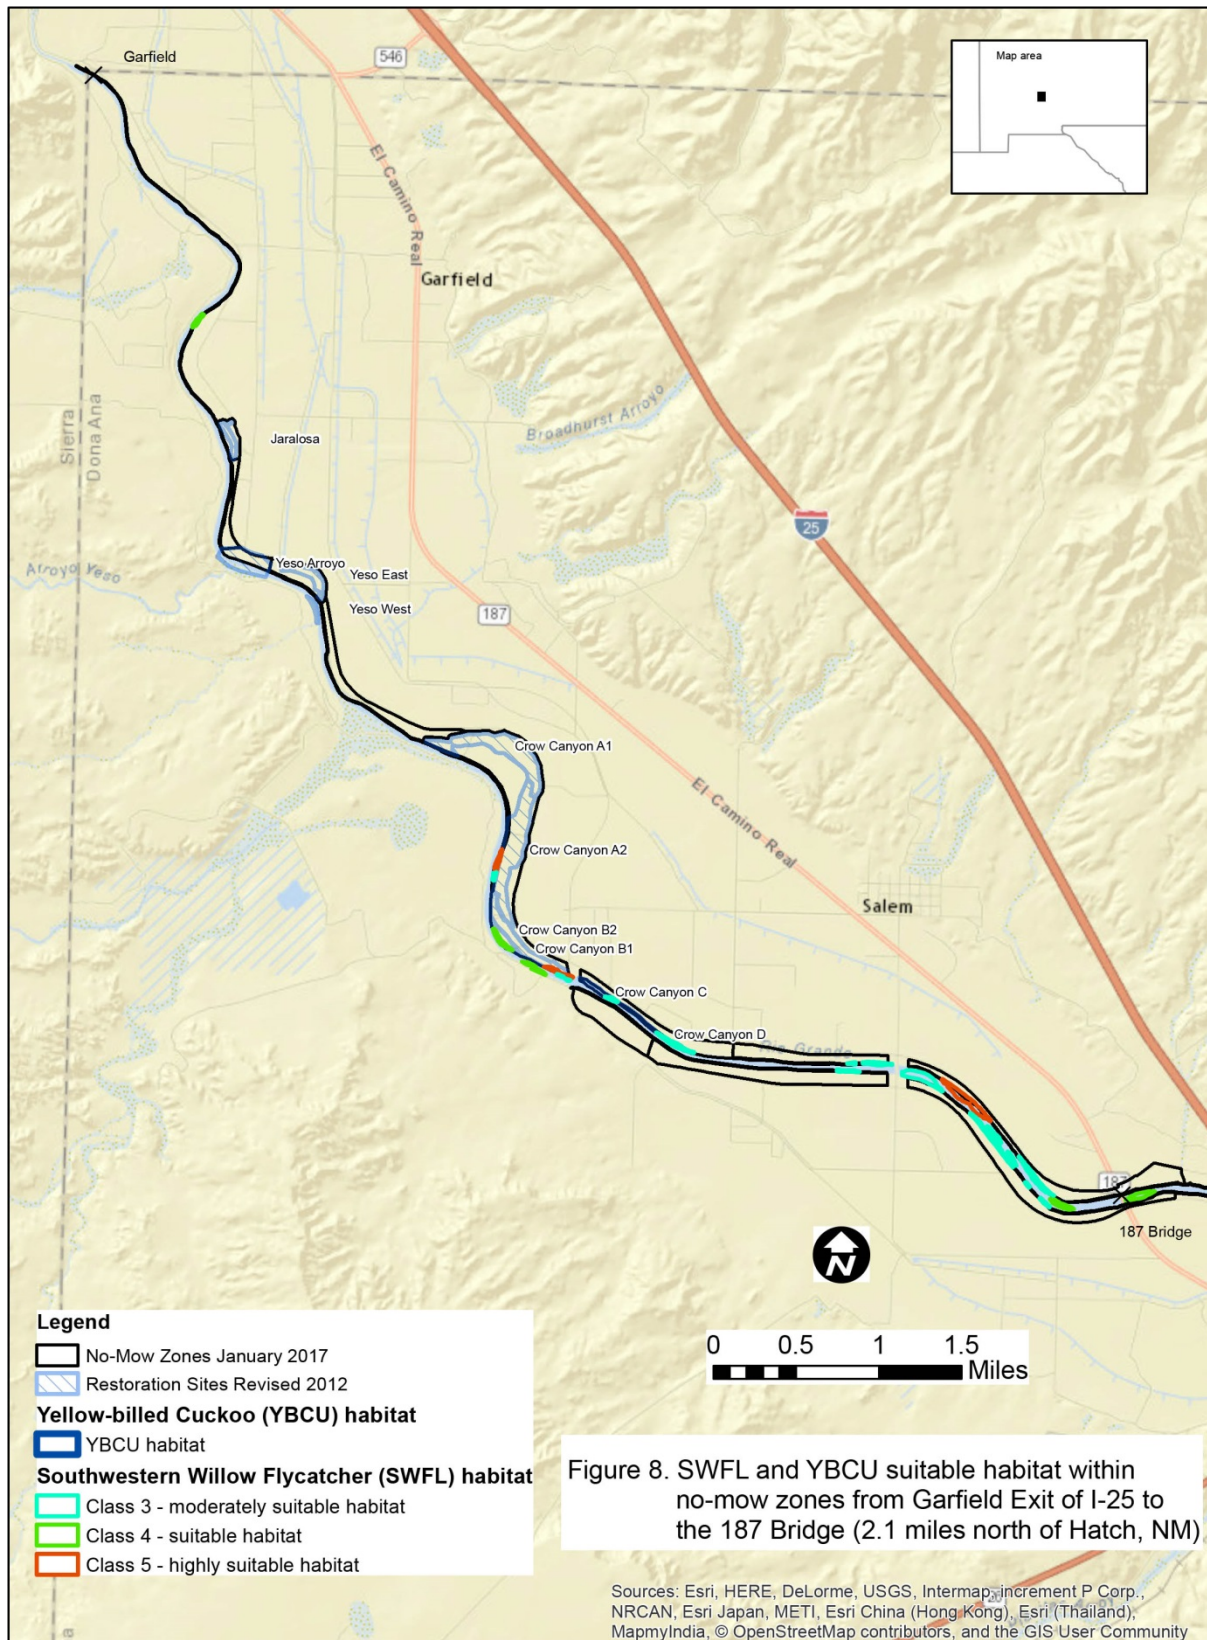 Garfield
546
Map area
El Camino Real
Garfield
Broadhurst Arroyo
Sierra
Dona Ana
Jaralosa
25
Arroyo Yeso
Yeso Arroyo
Yeso East
Yeso West
187
Crow Canyon A1
El Camino Real
Crow Canyon A2
Salem
Crow Canyon B2
Crow Canyon B1
Crow Canyon C
Crow Canyon D
Rio Grande
187
187 Bridge
N
Legend
No-Mow Zones January 2017
Restoration Sites Revised 2012
Yellow-billed Cuckoo (YBCU) habitat
YBCU habitat
Southwestern Willow Flycatcher (SWFL) habitat
Class 3 - moderately suitable habitat
Class 4 - suitable habitat
Class 5 - highly suitable habitat
0 0.5 1 1.5
Miles
Figure 8. SWFL and YBCU suitable habitat within
no-mow zones from Garfield Exit of I-25 to
the 187 Bridge (2.1 miles north of Hatch, NM)
26
Sources: Esri, HERE, DeLorme, USGS, Intermap, increment P Corp.,
NRCAN, Esri Japan, METI, Esri China (Hong Kong), Esri (Thailand),
MapmyIndia, © OpenStreetMap contributors, and the GIS User Community